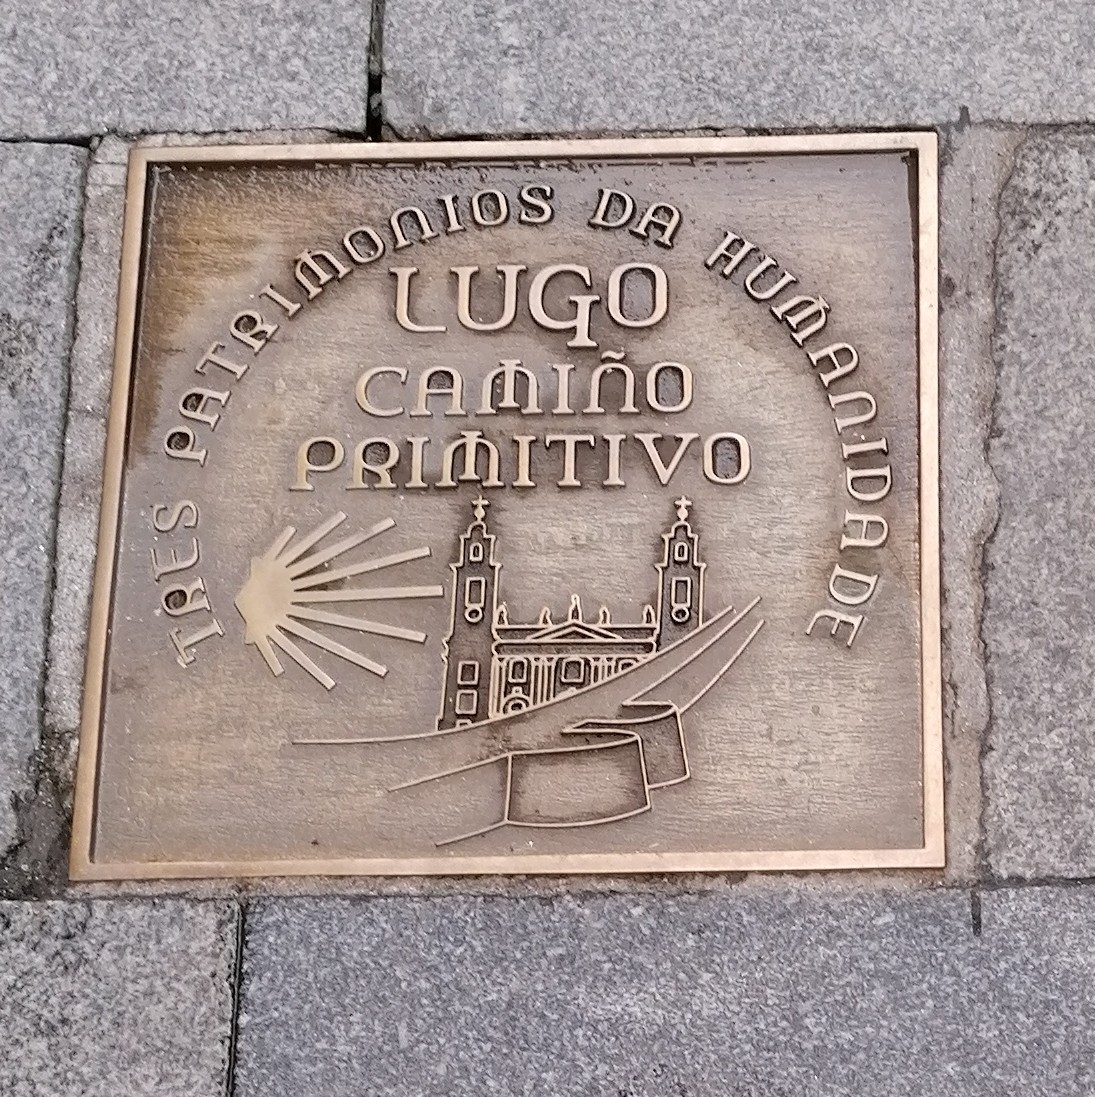 TRES PATRIMONIOS DA HUMANIDADE
LUGO
CAMIÑO
PRIMITIVO